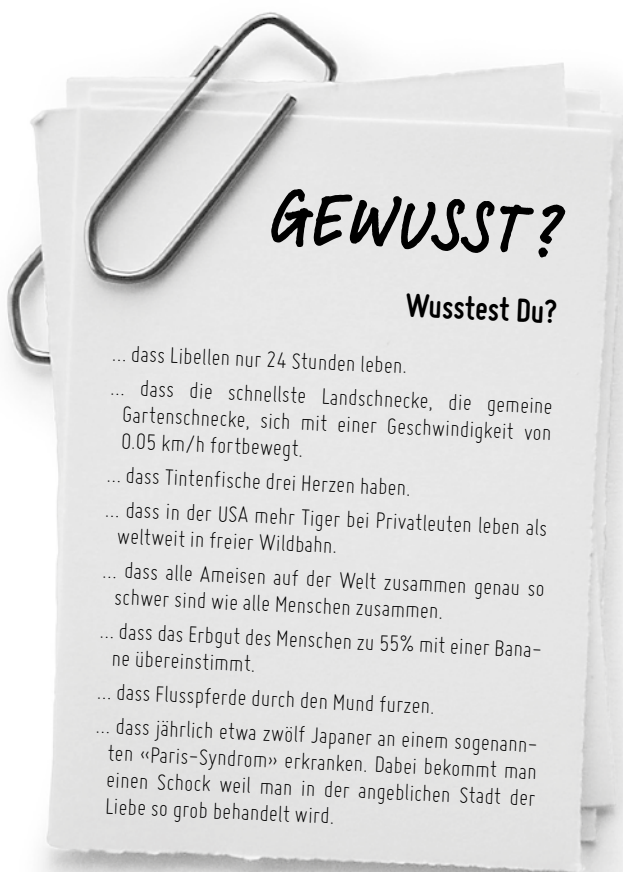 GEWUSST?
Wusstest Du?
... dass Libellen nur 24 Stunden leben.
... dass die schnellste Landschnecke, die gemeine
Gartenschnecke, sich mit einer Geschwindigkeit von
0.05 km/h fortbewegt.
... dass Tintenfische drei Herzen haben.
... dass in der USA mehr Tiger bei Privatleuten leben als
weltweit in freier Wildbahn.
... dass alle Ameisen auf der Welt zusammen genau so
schwer sind wie alle Menschen zusammen.
... dass das Erbgut des Menschen zu 55% mit einer Bana-
ne übereinstimmt.
... dass Flusspferde durch den Mund furzen.
... dass jährlich etwa zwölf Japaner an einem sogenann-
ten «Paris-Syndrom» erkranken. Dabei bekommt man
einen Schock weil man in der angeblichen Stadt der
Liebe so grob behandelt wird.